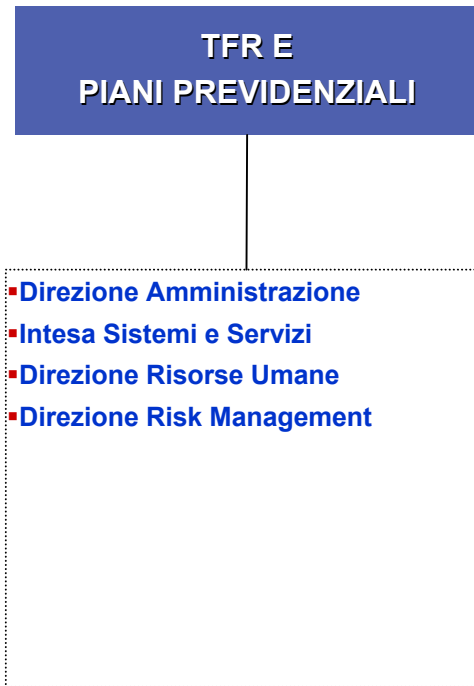 TFR E
PIANI PREVIDENZIALI
▪Direzione Amministrazione
▪Intesa Sistemi e Servizi
▪Direzione Risorse Umane
▪Direzione Risk Management